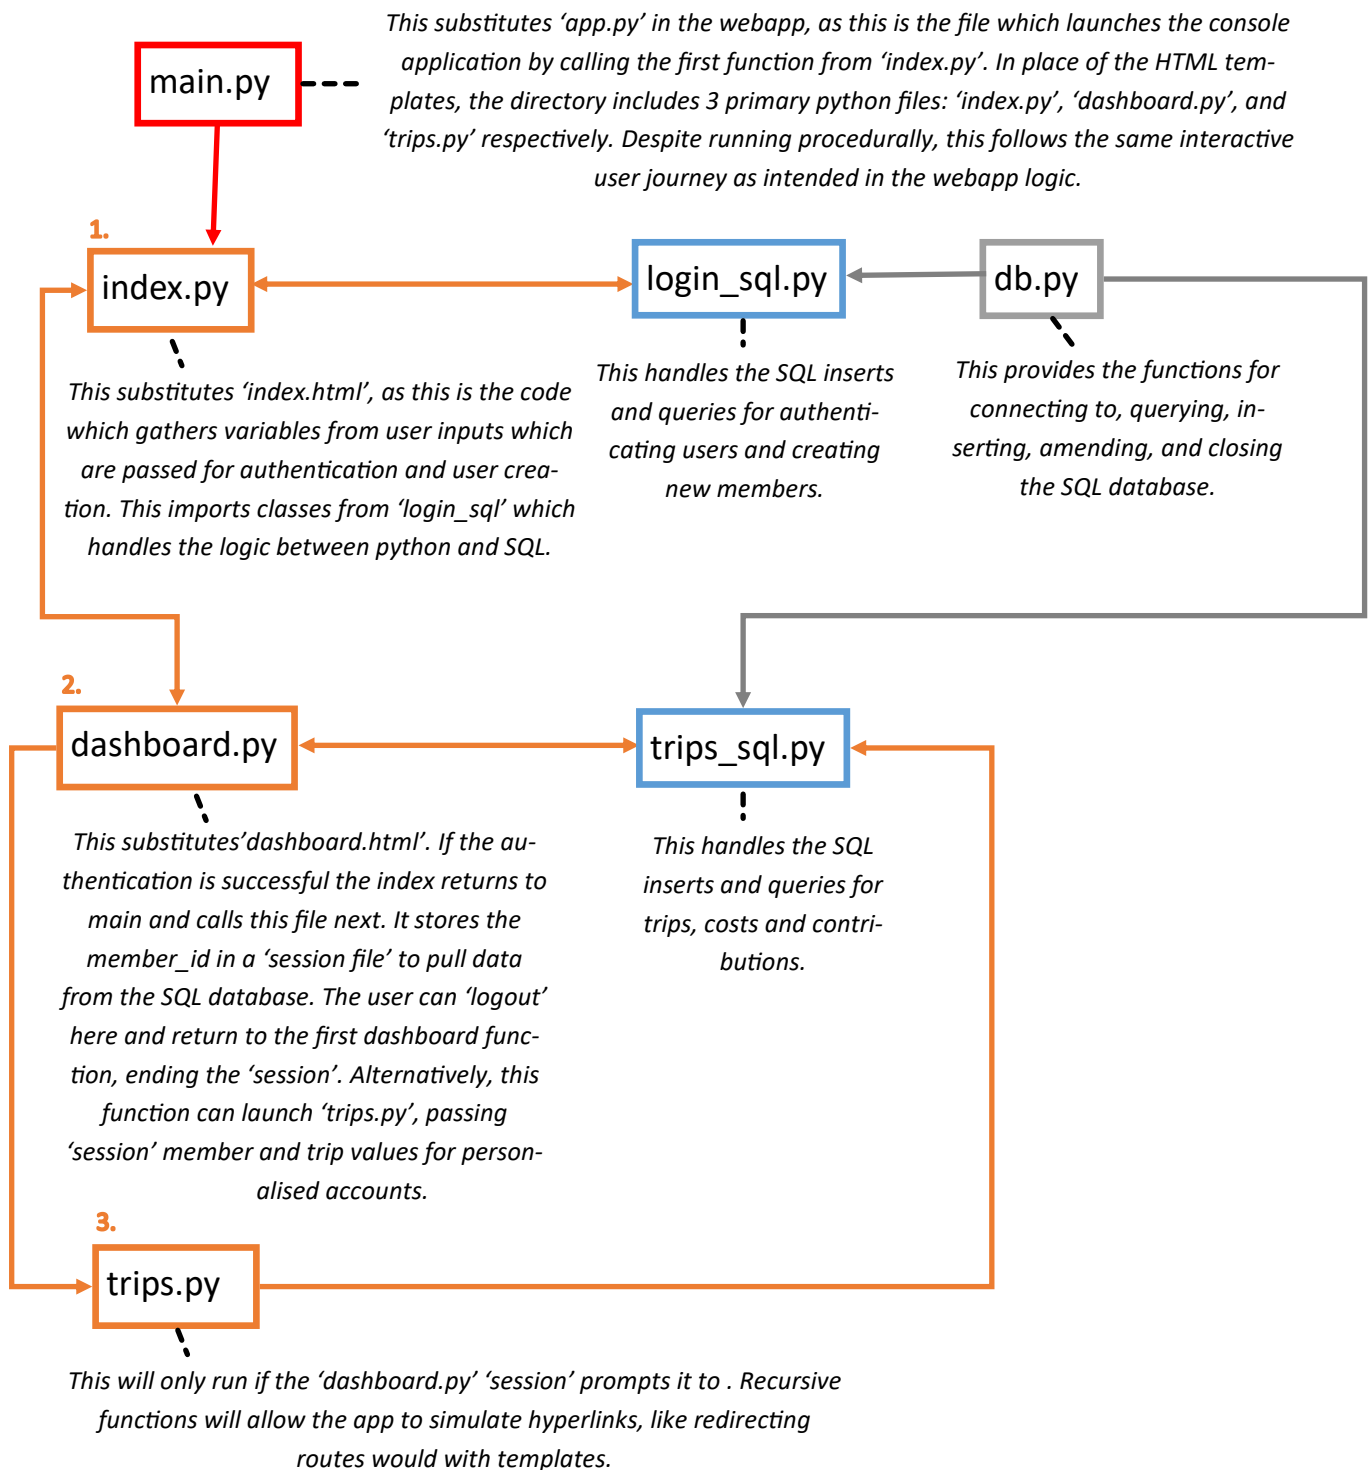 This substitutes ‘app.py’ in the webapp, as this is the file which launches the console
application by calling the first function from ‘index.py’. In place of the HTML tem-
plates, the directory includes 3 primary python files: ‘index.py’, ‘dashboard.py’, and
‘trips.py’ respectively. Despite running procedurally, this follows the same interactive
user journey as intended in the webapp logic.
main.py
1.
index.py
login_sql.py
db.py
This substitutes ‘index.html’, as this is the code
which gathers variables from user inputs which
are passed for authentication and user crea-
tion. This imports classes from ‘login_sql’ which
handles the logic between python and SQL.
This handles the SQL inserts
and queries for authenti-
cating users and creating
new members.
This provides the functions for
connecting to, querying, in-
serting, amending, and closing
the SQL database.
2.
dashboard.py
trips_sql.py
This substitutes’dashboard.html’. If the au-
thentication is successful the index returns to
main and calls this file next. It stores the
member_id in a ‘session file’ to pull data
from the SQL database. The user can ‘logout’
here and return to the first dashboard func-
tion, ending the ‘session’. Alternatively, this
function can launch ‘trips.py’, passing
‘session’ member and trip values for person-
alised accounts.
This handles the SQL
inserts and queries for
trips, costs and contri-
butions.
3.
trips.py
This will only run if the ‘dashboard.py’ ‘session’ prompts it to . Recursive
functions will allow the app to simulate hyperlinks, like redirecting
routes would with templates.